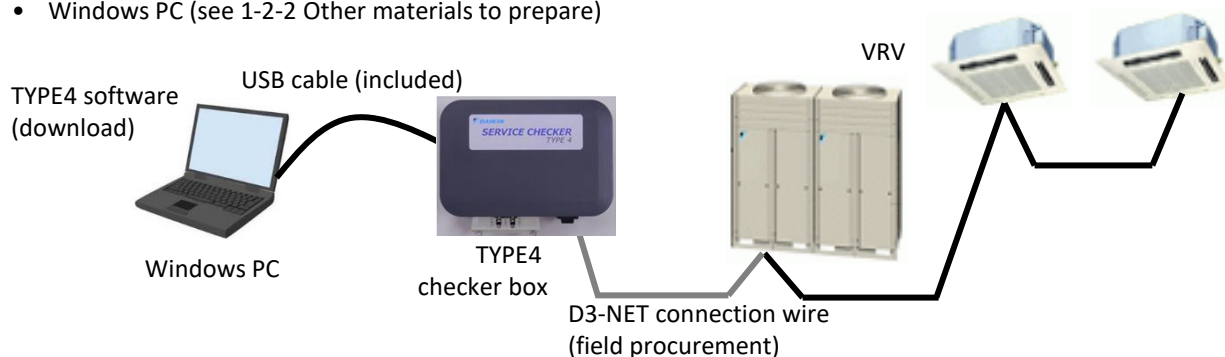 • Windows PC (see 1-2-2 Other materials to prepare)
VRV
USB cable (included)
TYPE4 software
(download)
DAIKIN
SERVICE CHECKER
TYPE 4
TYPE4
checker box
Windows PC
D3-NET connection wire
(field procurement)